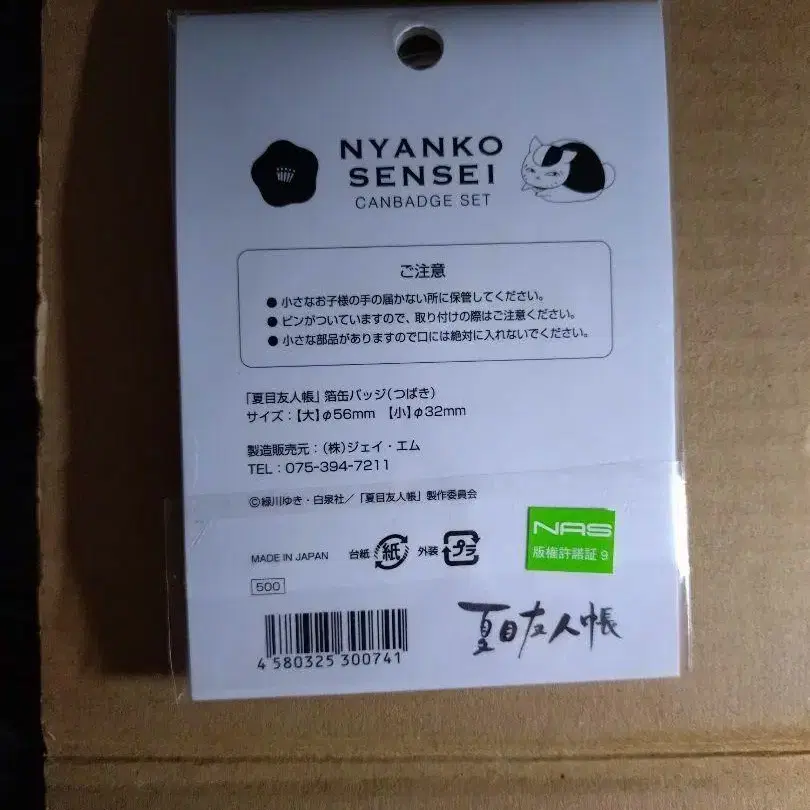 NYANKO
SENSEI
CANBADGE SET
ご注意
● 小さなお子様の手の届かない所に保管してください。
● ピンがついていますので、取り付けの際はご注意ください。
● 小さな部品がありますので口には絶対に入れないでください。
「夏目友人帳」箔缶バッジ(つばき)
サイズ:【大】φ56mm 【小】φ32mm
製造販売元:(株)ジェイ・エム
TEL:075-394-7211
©緑川ゆき・白泉社/「夏目友人帳」製作委員会
NAS
版権許諾証 9
MADE IN JAPAN 台紙 紙 外装 プラ
500
4 580325 300741
夏目友人帳